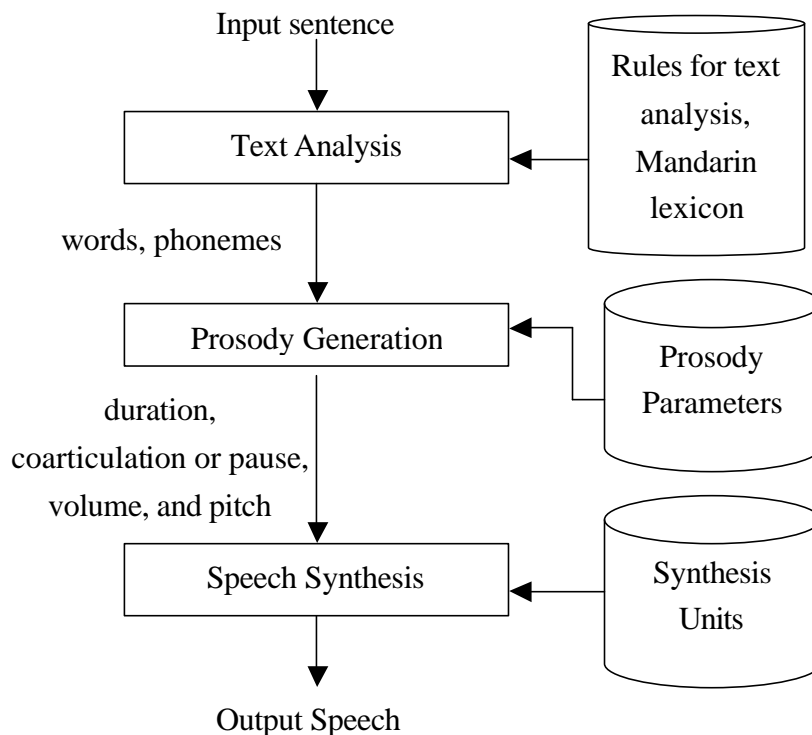 Input sentence
Rules for text
analysis,
Mandarin
lexicon
Text Analysis
words, phonemes
Prosody Generation
Prosody
Parameters
duration,
coarticulation or pause,
volume, and pitch
Speech Synthesis
Synthesis
Units
Output Speech